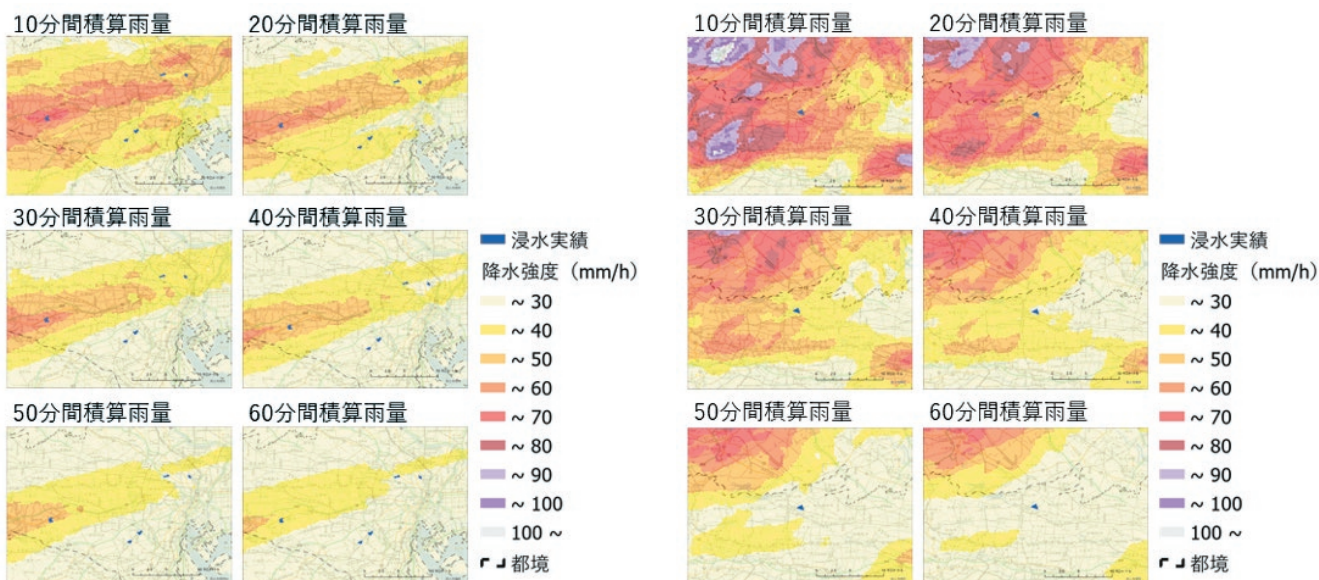 10分間積算雨量
20分間積算雨量
30分間積算雨量
40分間積算雨量
50分間積算雨量
60分間積算雨量
浸水実績
降水強度（mm/h）
~ 30
~ 40
~ 50
~ 60
~ 70
~ 80
~ 90
~ 100
100 ~
都境
10分間積算雨量
20分間積算雨量
30分間積算雨量
40分間積算雨量
50分間積算雨量
60分間積算雨量
浸水実績
降水強度（mm/h）
~ 30
~ 40
~ 50
~ 60
~ 70
~ 80
~ 90
~ 100
100 ~
都境